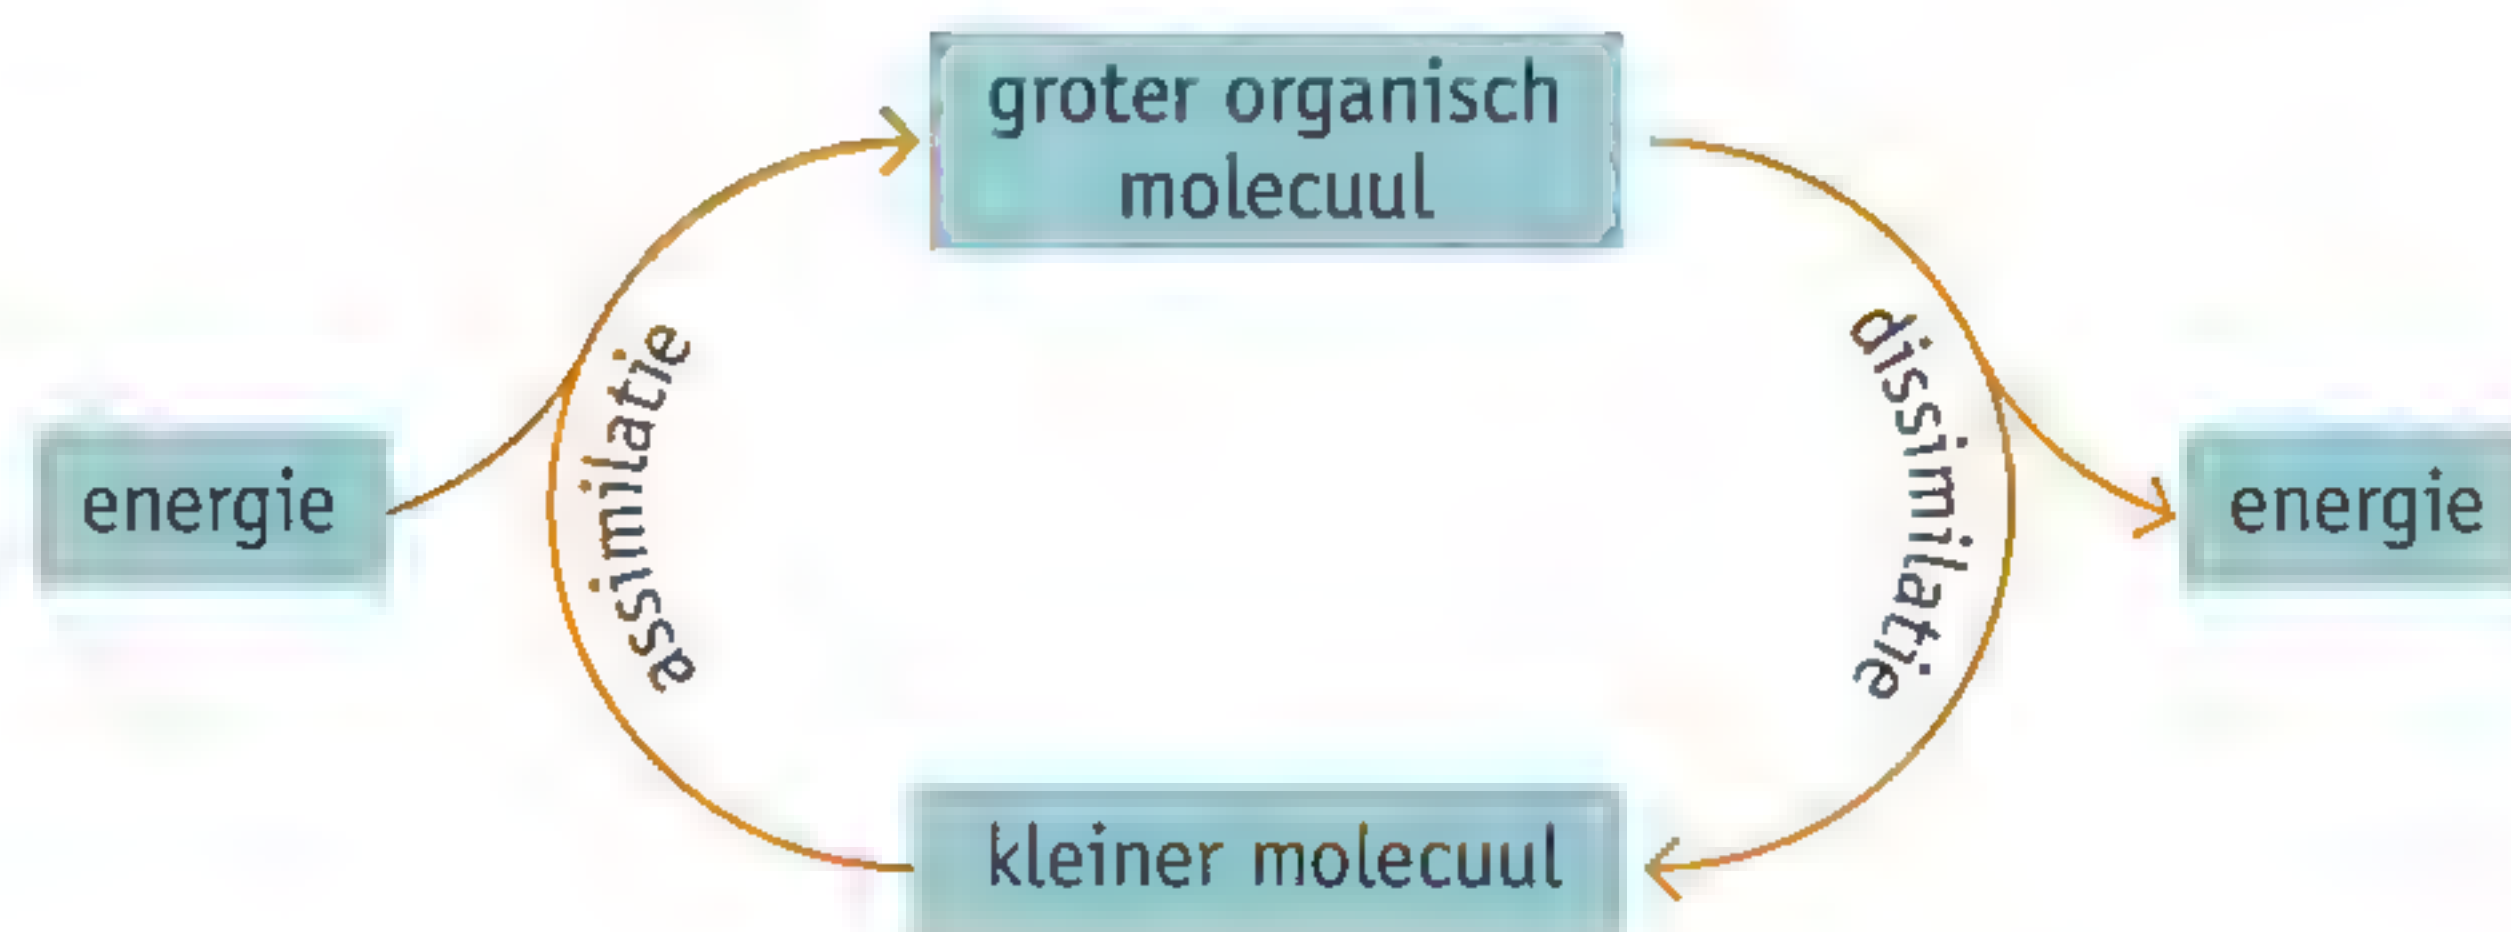 groter organisch
molecuul
assimilatie
dissimilatie
energie
energie
kleiner molecuul